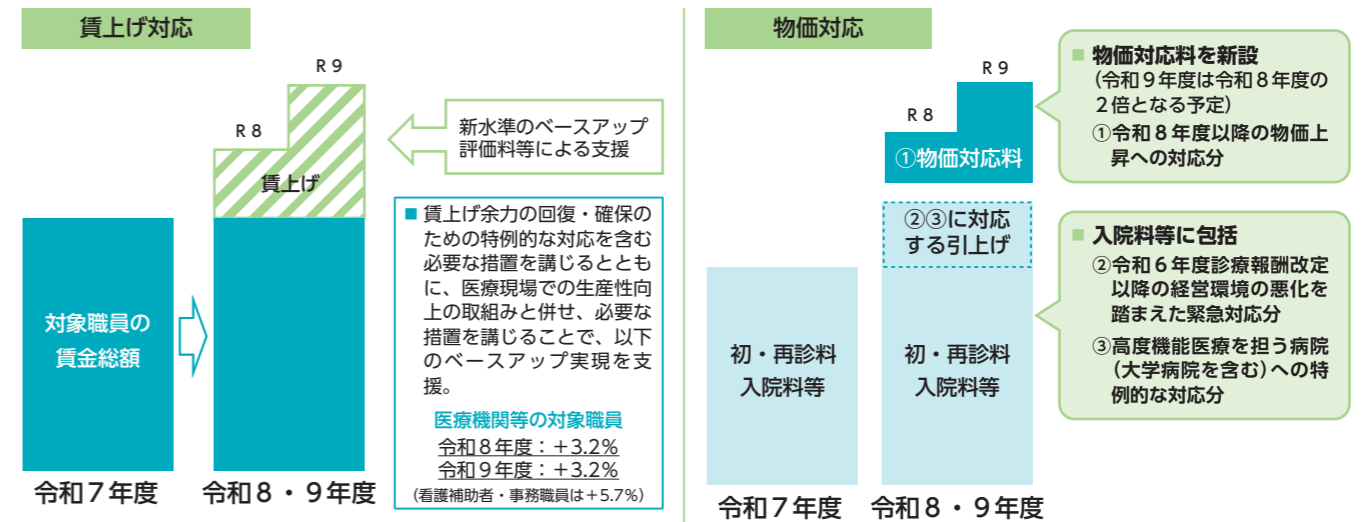 賃上げ対応
R9
R8
賃上げ
新水準のベースアップ
評価料等による支援
対象職員の
賃金総額
令和7年度
令和8・9年度
■ 賃上げ余力の回復・確保の
ための特例的な対応を含む
必要な措置を講じるととも
に、医療現場での生産性向
上の取組みと併せ、必要な
措置を講じることで、以下
のベースアップ実現を支
援。
医療機関等の対象職員
令和8年度：＋3.2%
令和9年度：＋3.2%
(看護補助者・事務職員は＋5.7%)
物価対応
R9
R8
①物価対応料
②③に対応
する引上げ
初・再診料
入院料等
初・再診料
入院料等
令和7年度
令和8・9年度
■ 物価対応料を新設
(令和9年度は令和8年度の
2倍となる予定)
①令和8年度以降の物価上
昇への対応分
■ 入院料等に包括
②令和6年度診療報酬改定
以降の経営環境の悪化を
踏まえた緊急対応分
③高度機能医療を担う病院
(大学病院を含む)への特
例的な対応分